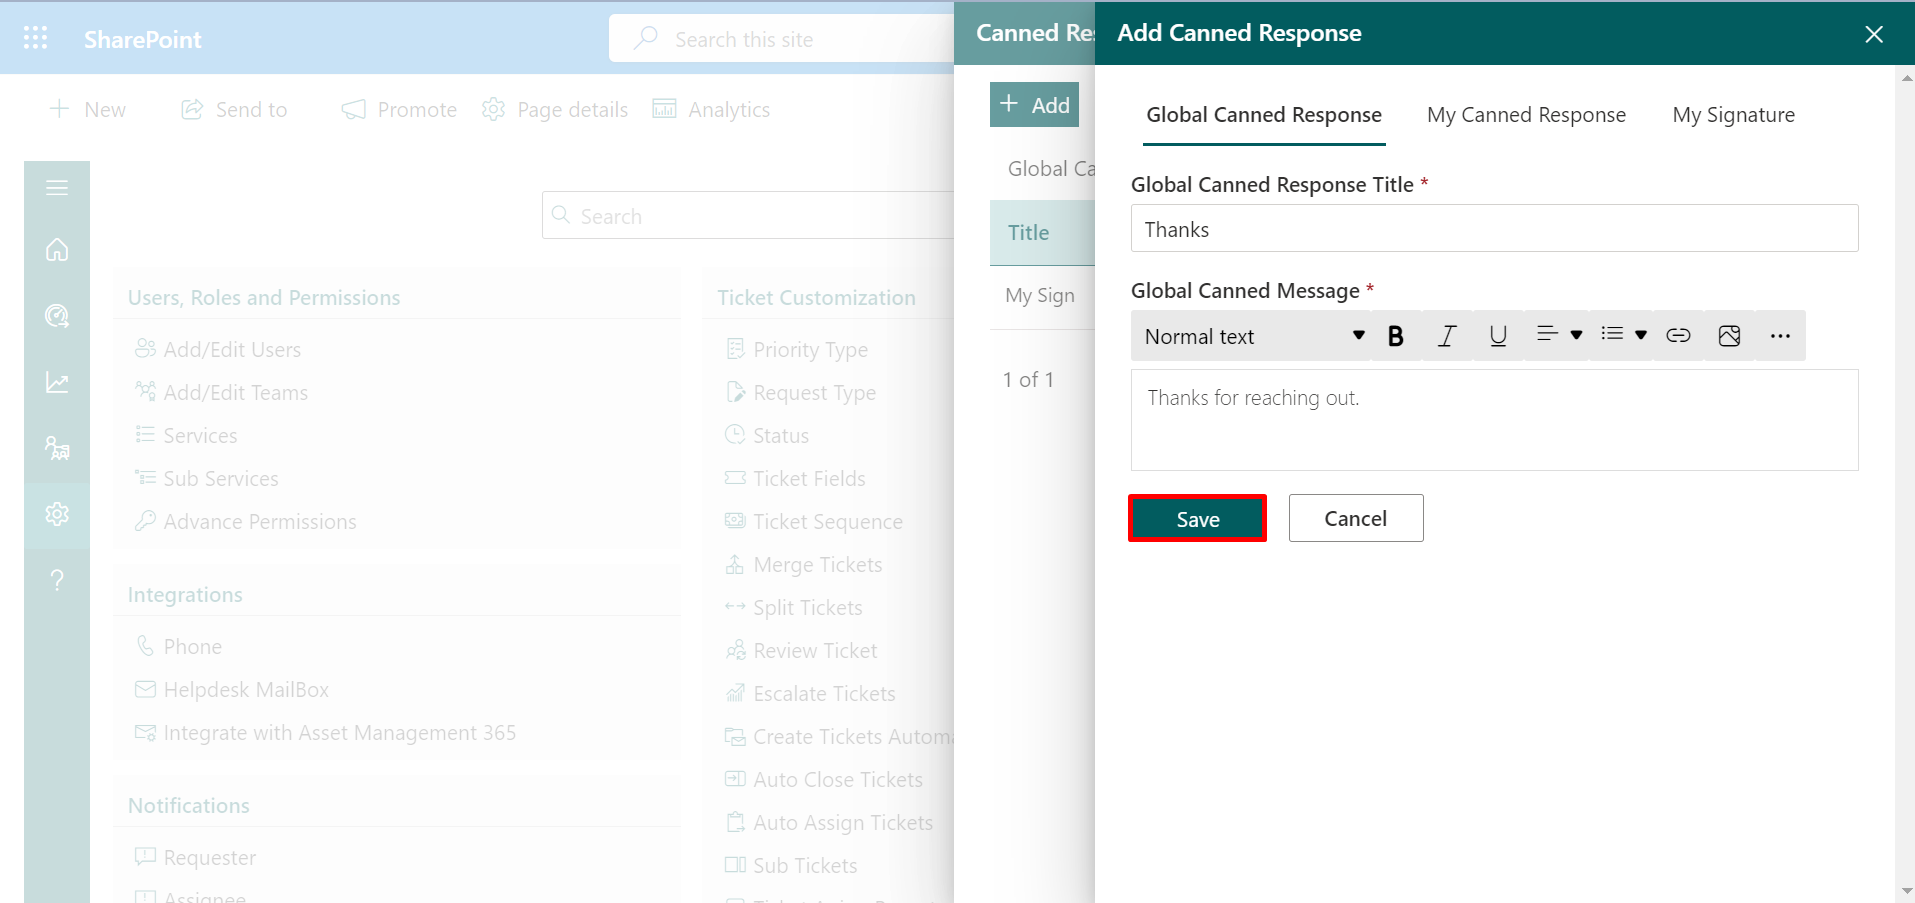 SharePoint
Search this site
New
Send to
Promote
Page details
Analytics
Search
Users, Roles and Permissions
Add/Edit Users
Add/Edit Teams
Services
Sub Services
Advance Permissions
Integrations
Phone
Helpdesk MailBox
Integrate with Asset Management 365
Notifications
Requester
Assignee
Ticket Customization
Priority Type
Request Type
Status
Ticket Fields
Ticket Sequence
Merge Tickets
Split Tickets
Review Ticket
Escalate Tickets
Create Tickets Automa
Auto Close Tickets
Auto Assign Tickets
Sub Tickets
Canned Res
+ Add
Global Ca
Title
My Sign
1 of 1
Add Canned Response
Global Canned Response My Canned Response My Signature
Global Canned Response Title *
Thanks
Global Canned Message *
Normal text B I U ...
Thanks for reaching out.
Save Cancel